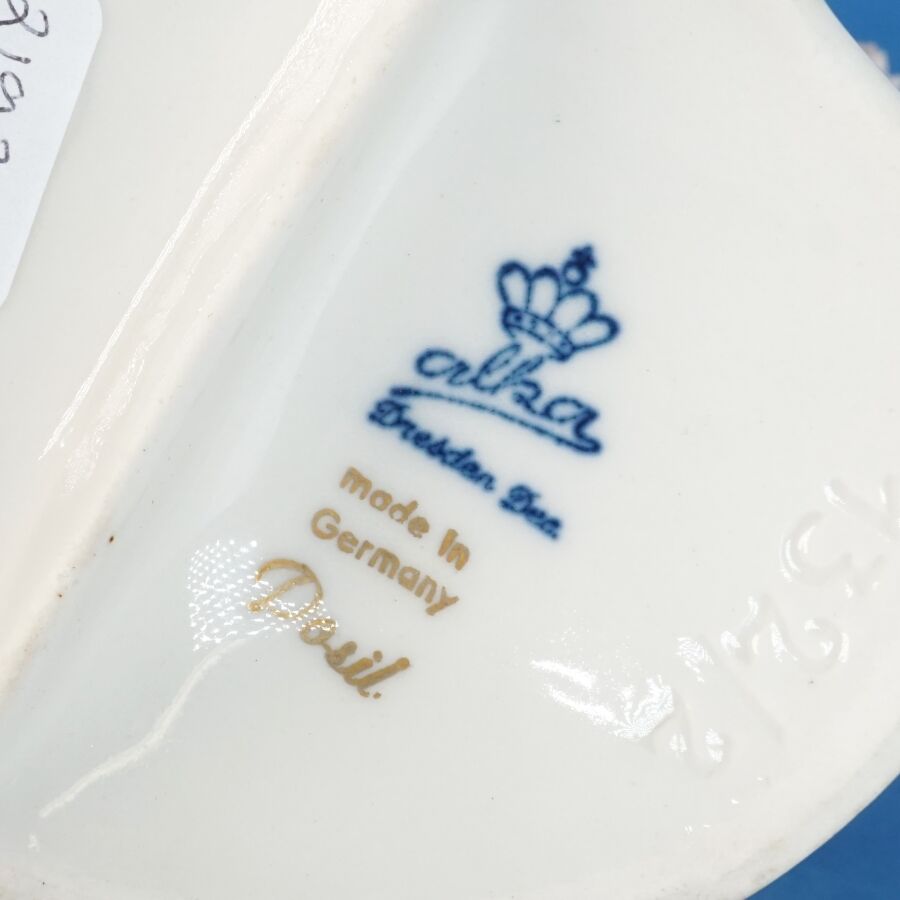 alka
Dresden Dec.
made in
Germany
Dosil.